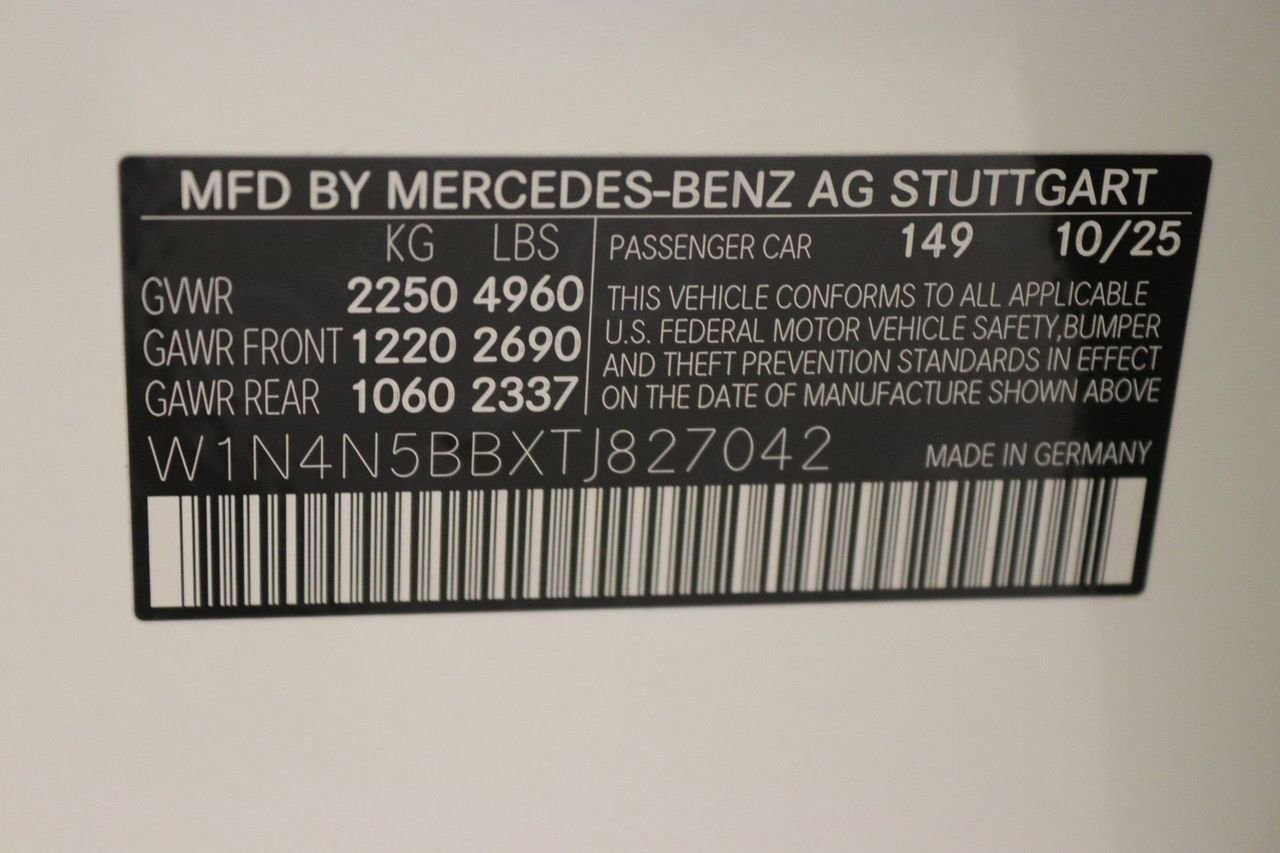 MFD BY MERCEDES-BENZ AG STUTTGART
KG LBS
GVWR 2250 4960
GAWR FRONT 1220 2690
GAWR REAR 1060 2337
PASSENGER CAR 149 10/25
THIS VEHICLE CONFORMS TO ALL APPLICABLE
U.S. FEDERAL MOTOR VEHICLE SAFETY,BUMPER
AND THEFT PREVENTION STANDARDS IN EFFECT
ON THE DATE OF MANUFACTURE SHOWN ABOVE
W1N4N5BBXTJ827042 MADE IN GERMANY